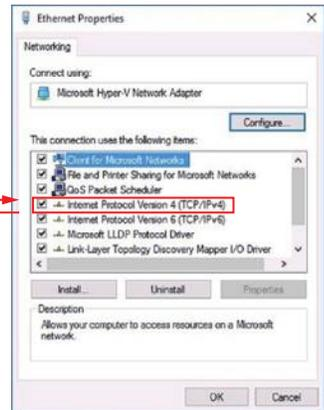 Ethernet Properties
Networking
Connect using:
Microsoft Hyper-V Network Adapter
Configure...
This connection uses the following items:
Client for Microsoft Networks
File and Printer Sharing for Microsoft Networks
QoS Packet Scheduler
Internet Protocol Version 4 (TCP/IPv4)
Internet Protocol Version 6 (TCP/IPv6)
Microsoft LLDP Protocol Driver
Link-Layer Topology Discovery Mapper I/O Driver
Install... Uninstall Properties
Description
Allows your computer to access resources on a Microsoft
network.
OK Cancel